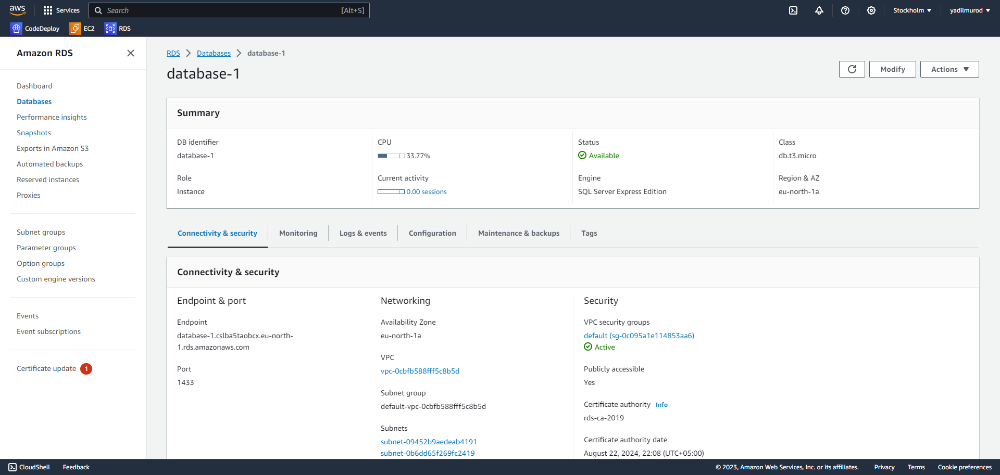 aws
Services
Search [Alt+S]
Stockholm ▼
yadilmurod ▼
CodeDeploy
EC2
RDS
Amazon RDS
Dashboard
Databases
Performance insights
Snapshots
Exports in Amazon S3
Automated backups
Reserved instances
Proxies
Subnet groups
Parameter groups
Option groups
Custom engine versions
Events
Event subscriptions
Certificate update 1
RDS > Databases > database-1
database-1
Modify
Actions ▼
Summary
DB identifier
database-1
CPU
33.77%
Status
Available
Class
db.t3.micro
Role
Instance
Current activity
0.00 sessions
Engine
SQL Server Express Edition
Region & AZ
eu-north-1a
Connectivity & security
Monitoring
Logs & events
Configuration
Maintenance & backups
Tags
Connectivity & security
Endpoint & port
Endpoint
database-1.cslba5taobcx.eu-north-
1.rds.amazonaws.com
Port
1433
Networking
Availability Zone
eu-north-1a
VPC
vpc-0cbfb588fff5c8b5d
Subnet group
default-vpc-0cbfb588fff5c8b5d
Subnets
subnet-09452b9aedeab4191
subnet-0b6dd65f269fc2419
Security
VPC security groups
default (sg-0c095a1e114853aa6)
Active
Publicly accessible
Yes
Certificate authority Info
rds-ca-2019
Certificate authority date
August 22, 2024, 22:08 (UTC+05:00)
CloudShell
Feedback
© 2023, Amazon Web Services, Inc. or its affiliates.
Privacy
Terms
Cookie preferences